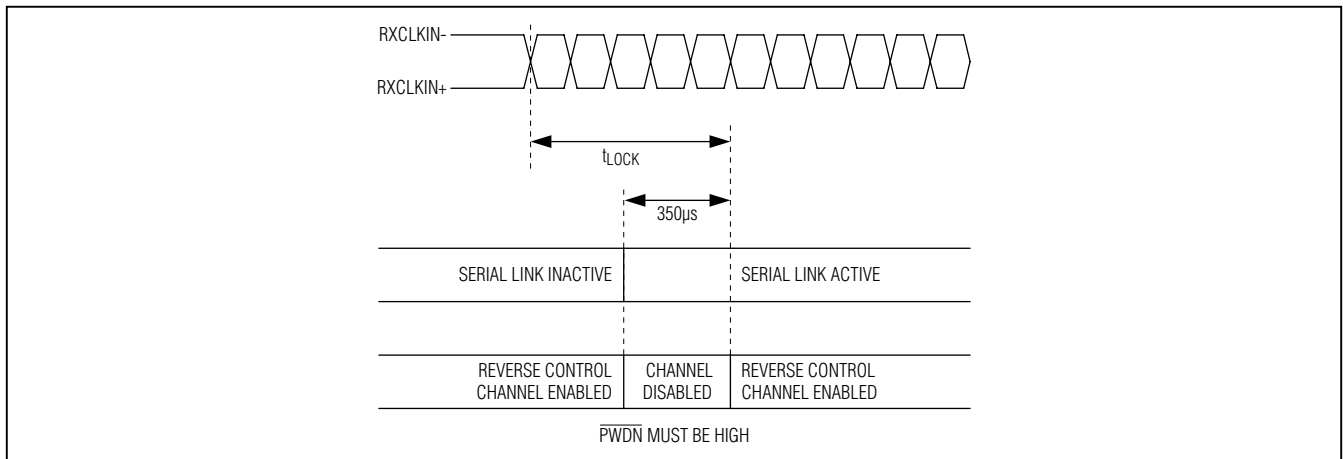 RXCLKIN-
RXCLKIN+
tLOCK
350µs
SERIAL LINK INACTIVE
SERIAL LINK ACTIVE
REVERSE CONTROL
CHANNEL ENABLED
CHANNEL
DISABLED
REVERSE CONTROL
CHANNEL ENABLED
PWDN MUST BE HIGH